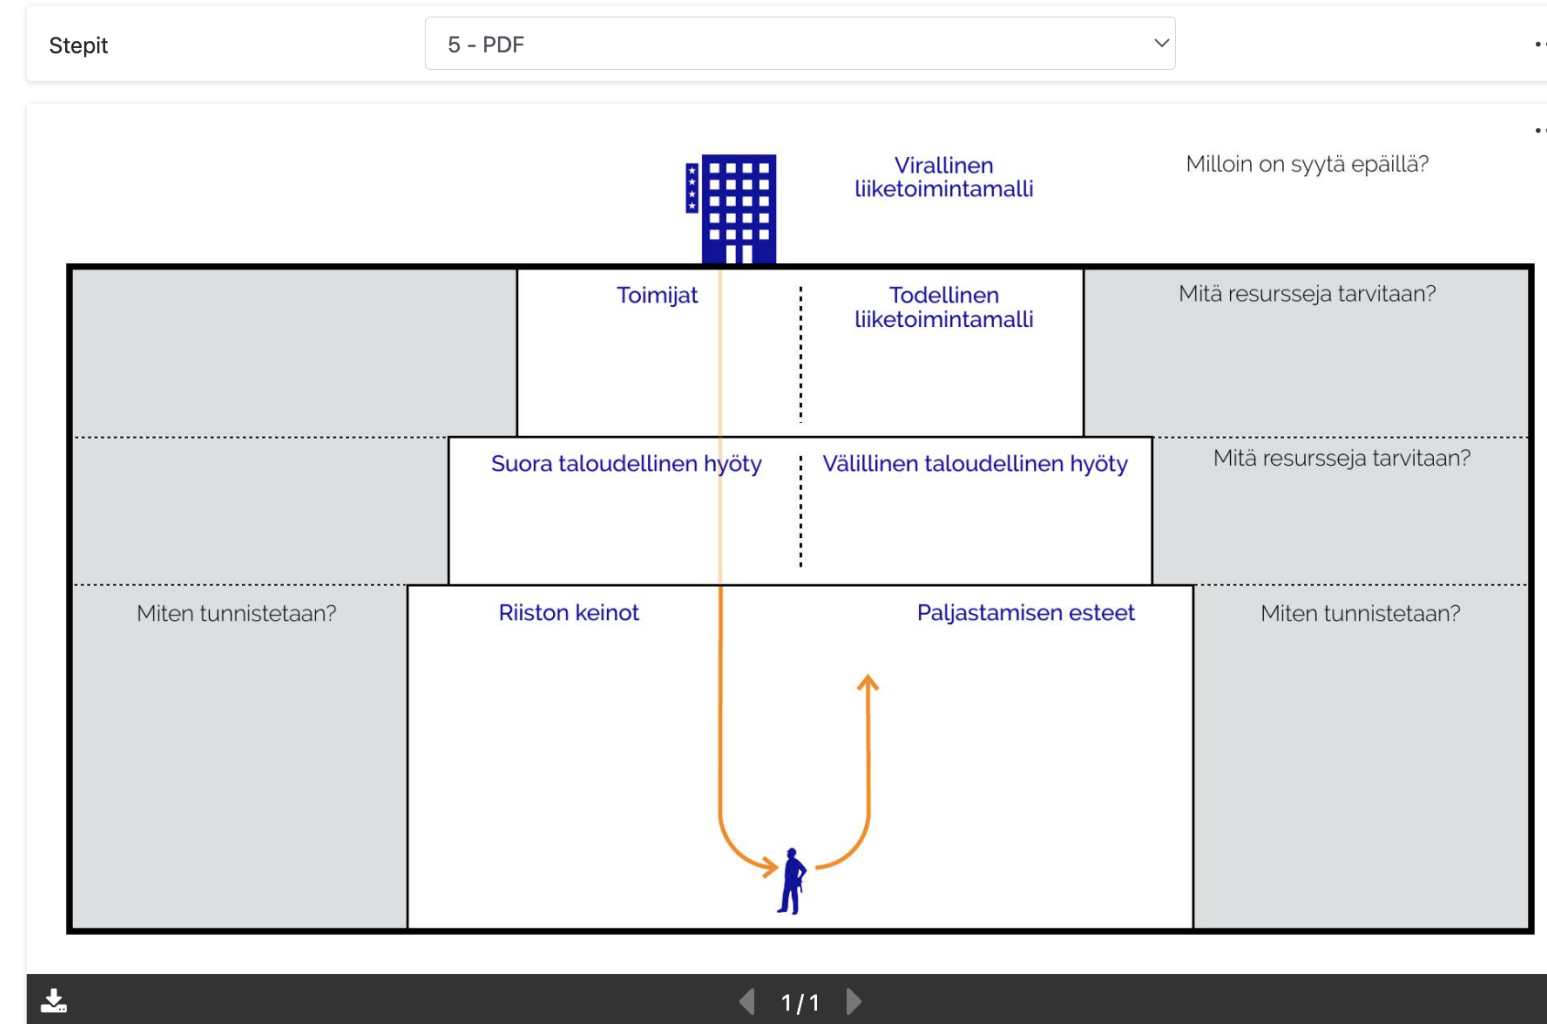 Stepit
5 - PDF
Virallinen
liiketoimintamalli
Milloin on syytä epäillä?
Toimijat
Todellinen
liiketoimintamalli
Mitä resursseja tarvitaan?
Suora taloudellinen hyöty
Välillinen taloudellinen hyöty
Mitä resursseja tarvitaan?
Miten tunnistetaan?
Riiston keinot
Paljastamisen esteet
Miten tunnistetaan?
1/1